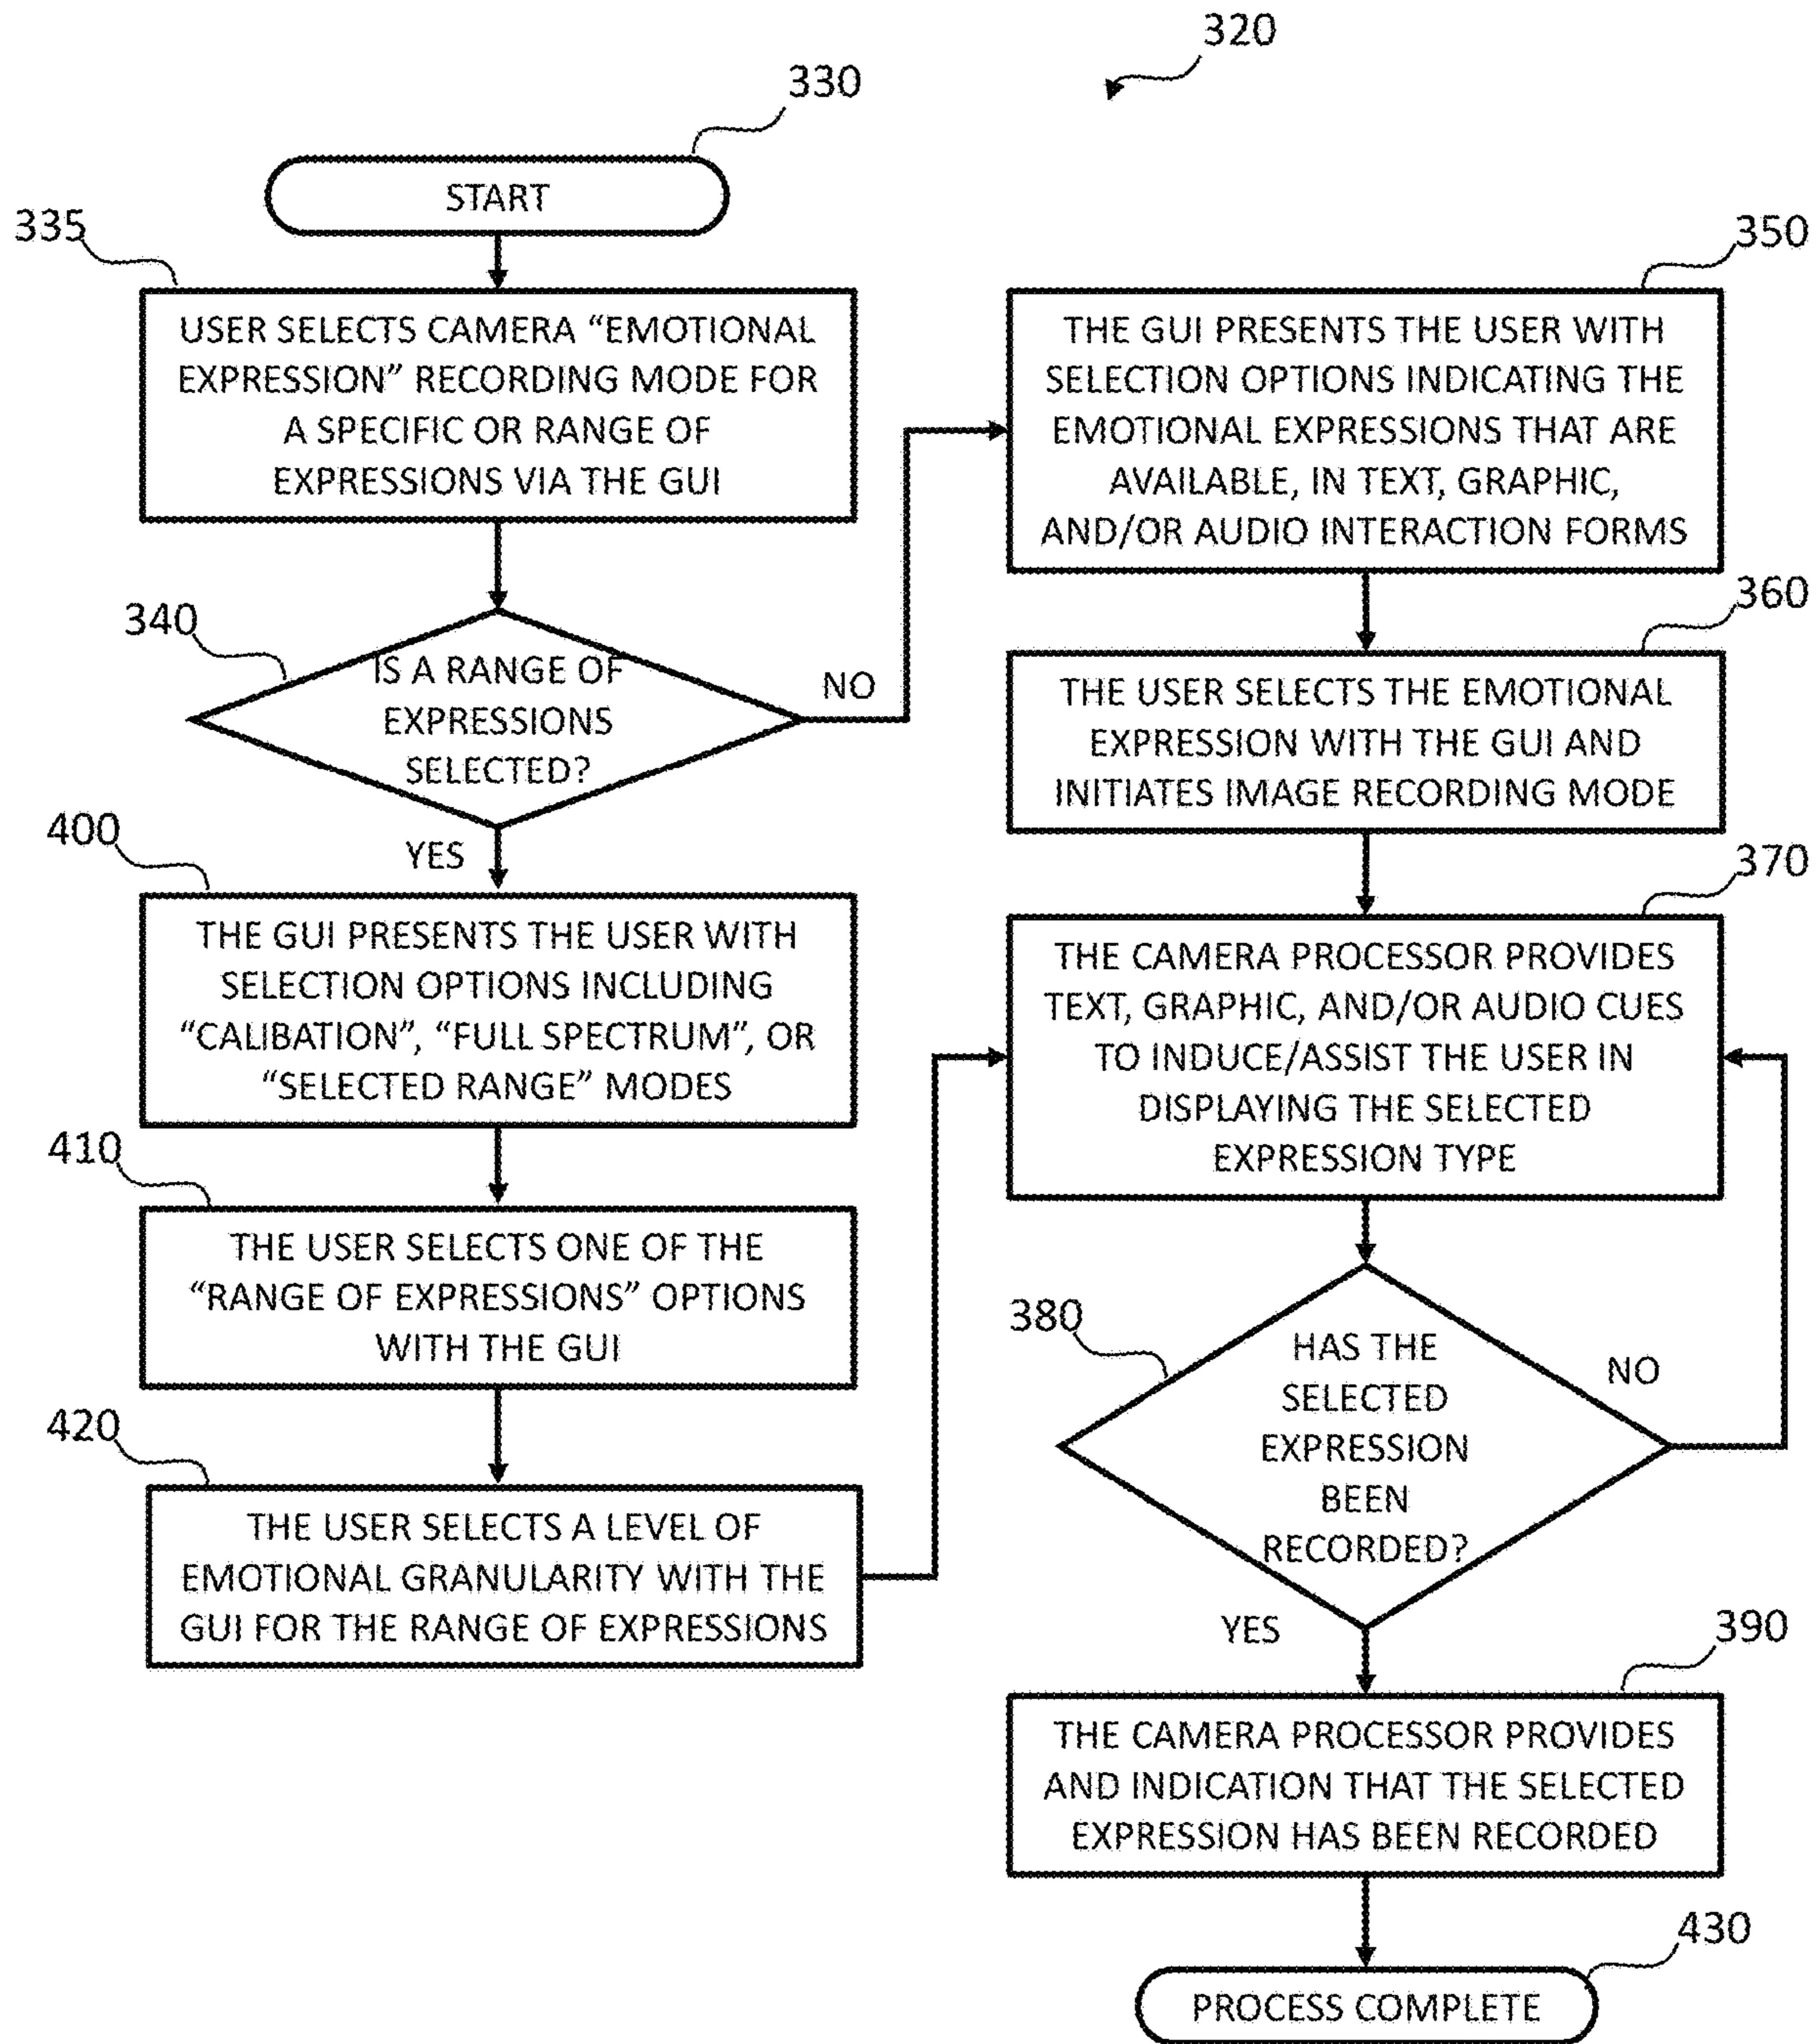 320
330
START
335
USER SELECTS CAMERA “EMOTIONAL
EXPRESSION” RECORDING MODE FOR
A SPECIFIC OR RANGE OF
EXPRESSIONS VIA THE GUI
340
IS A RANGE OF
EXPRESSIONS
SELECTED?
NO
YES
400
THE GUI PRESENTS THE USER WITH
SELECTION OPTIONS INCLUDING
“CALIBATION”, “FULL SPECTRUM”, OR
“SELECTED RANGE” MODES
410
THE USER SELECTS ONE OF THE
“RANGE OF EXPRESSIONS” OPTIONS
WITH THE GUI
420
THE USER SELECTS A LEVEL OF
EMOTIONAL GRANULARITY WITH THE
GUI FOR THE RANGE OF EXPRESSIONS
350
THE GUI PRESENTS THE USER WITH
SELECTION OPTIONS INDICATING THE
EMOTIONAL EXPRESSIONS THAT ARE
AVAILABLE, IN TEXT, GRAPHIC,
AND/OR AUDIO INTERACTION FORMS
360
THE USER SELECTS THE EMOTIONAL
EXPRESSION WITH THE GUI AND
INITIATES IMAGE RECORDING MODE
370
THE CAMERA PROCESSOR PROVIDES
TEXT, GRAPHIC, AND/OR AUDIO CUES
TO INDUCE/ASSIST THE USER IN
DISPLAYING THE SELECTED
EXPRESSION TYPE
380
HAS THE
SELECTED
EXPRESSION
BEEN
RECORDED?
NO
YES
390
THE CAMERA PROCESSOR PROVIDES
AND INDICATION THAT THE SELECTED
EXPRESSION HAS BEEN RECORDED
430
PROCESS COMPLETE